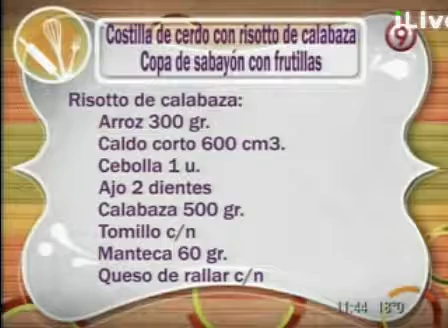 iLive
Costilla de cerdo con risotto de calabaza
9
Copa de sabayón con frutillas
Risotto de calabaza:
Arroz 300 gr.
Caldo corto 600 cm3.
Cebolla 1 u.
Ajo 2 dientes
Calabaza 500 gr.
Tomillo c/n
Manteca 60 gr.
Queso de rallar c/n
11:44 18°0